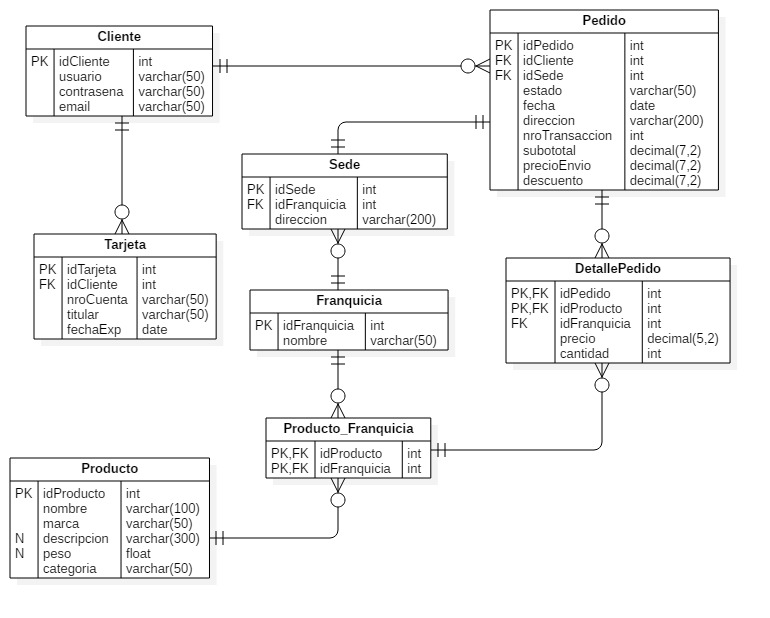 Cliente
PK idCliente int
usuario varchar(50)
contrasena varchar(50)
email varchar(50)
Pedido
PK idPedido int
FK idCliente int
FK idSede int
estado varchar(50)
fecha date
direccion varchar(200)
nroTransaccion int
subototal decimal(7,2)
precioEnvio decimal(7,2)
descuento decimal(7,2)
Sede
PK idSede int
FK idFranquicia int
direccion varchar(200)
Tarjeta
PK idTarjeta int
FK idCliente int
nroCuenta varchar(50)
titular varchar(50)
fechaExp date
DetallePedido
PK,FK idPedido int
PK,FK idProducto int
FK idFranquicia int
precio decimal(5,2)
cantidad int
Franquicia
PK idFranquicia int
nombre varchar(50)
Producto_Franquicia
PK,FK idProducto int
PK,FK idFranquicia int
Producto
PK idProducto int
nombre varchar(100)
marca varchar(50)
N descripcion varchar(300)
N peso float
categoria varchar(50)